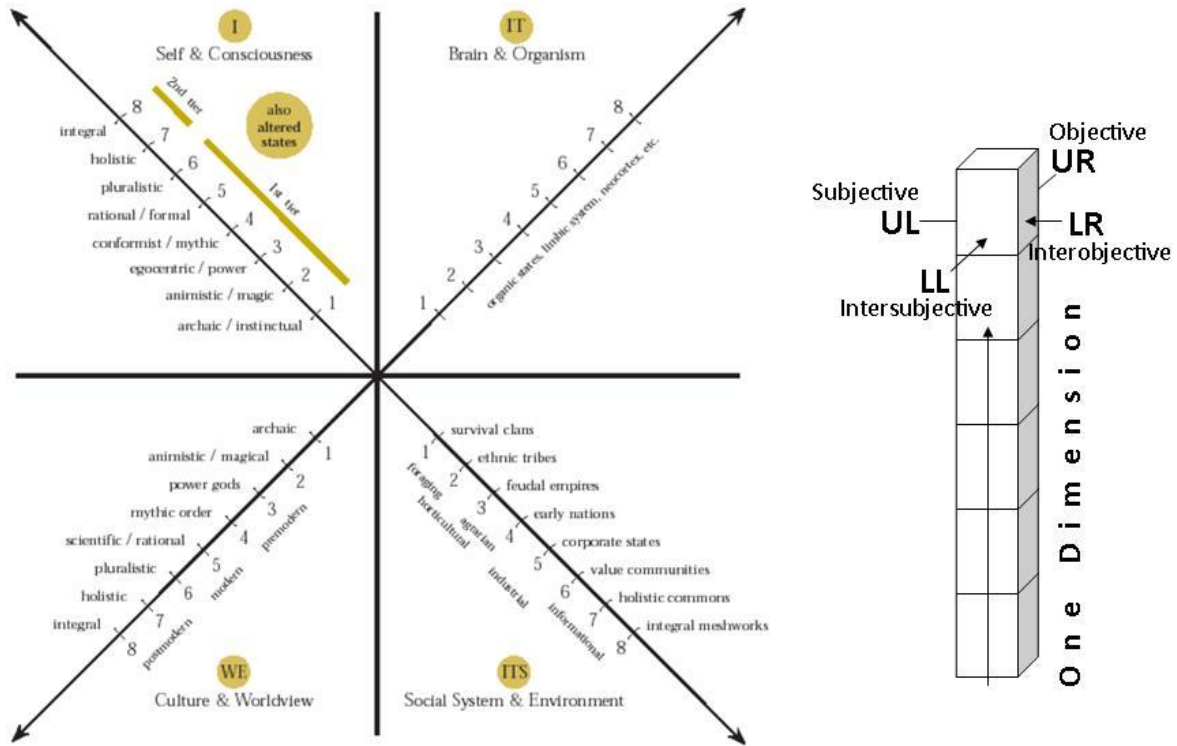 I
Self & Consciousness
2nd tier
also
altered
states
1st tier
8
7
6
5
4
3
2
1
integral
holistic
pluralistic
rational / formal
conformist / mythic
egocentric / power
animistic / magic
archaic / instinctual
IT
Brain & Organism
8
7
6
5
4
3
2
1
organic states, limbic system, neocortex, etc.
archaic
animistic / magical
power gods
mythic order
scientific / rational
pluralistic
holistic
integral
1
2
3
4
5
6
7
8
premodern
modern
postmodern
WE
Culture & Worldview
survival clans
ethnic tribes
feudal empires
early nations
corporate states
value communities
holistic commons
integral meshworks
1
2
3
4
5
6
7
8
foraging
horticultural
agrarian
industrial
informational
ITS
Social System & Environment
Objective
UR
Subjective
UL
LR
Interobjective
LL
Intersubjective
One Dimension